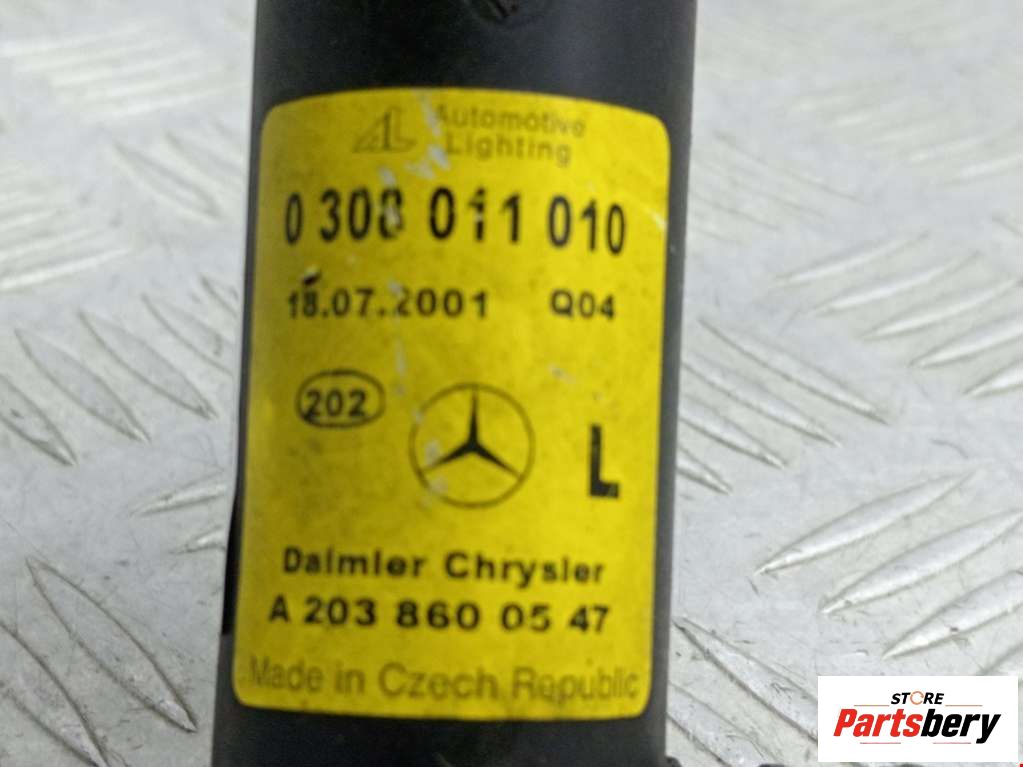 AL Automotive
Lighting
0 308 011 010
18.07.2001 Q04
202
L
Daimler Chrysler
A 203 860 05 47
Made in Czech Republic
STORE
Partsbery